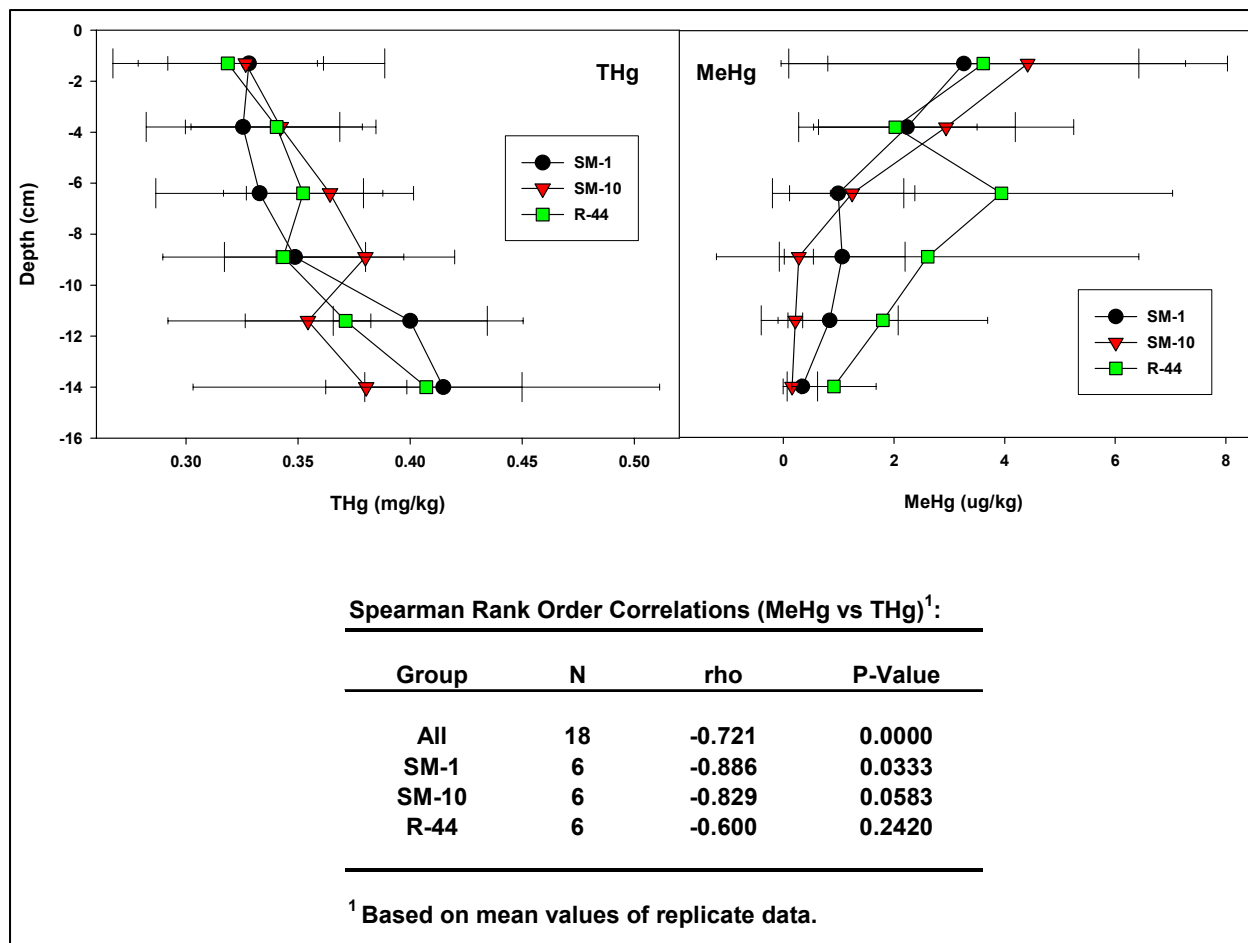 0
-2
-4
-6
-8
-10
-12
-14
-16
Depth (cm)
THg
SM-1
SM-10
R-44
0.30 0.35 0.40 0.45 0.50
THg (mg/kg)
MeHg
SM-1
SM-10
R-44
0 2 4 6 8
MeHg (ug/kg)
Spearman Rank Order Correlations (MeHg vs THg)1:
Group N rho P-Value
All 18 -0.721 0.0000
SM-1 6 -0.886 0.0333
SM-10 6 -0.829 0.0583
R-44 6 -0.600 0.2420
1 Based on mean values of replicate data.